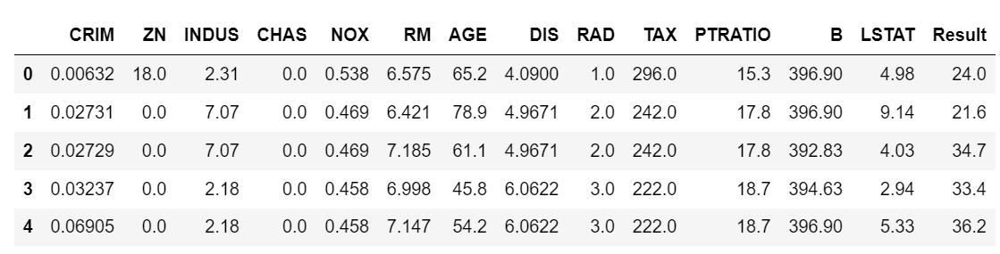 CRIM ZN INDUS CHAS NOX RM AGE DIS RAD TAX PTRATIO B LSTAT Result
0 0.00632 18.0 2.31 0.0 0.538 6.575 65.2 4.0900 1.0 296.0 15.3 396.90 4.98 24.0
1 0.02731 0.0 7.07 0.0 0.469 6.421 78.9 4.9671 2.0 242.0 17.8 396.90 9.14 21.6
2 0.02729 0.0 7.07 0.0 0.469 7.185 61.1 4.9671 2.0 242.0 17.8 392.83 4.03 34.7
3 0.03237 0.0 2.18 0.0 0.458 6.998 45.8 6.0622 3.0 222.0 18.7 394.63 2.94 33.4
4 0.06905 0.0 2.18 0.0 0.458 7.147 54.2 6.0622 3.0 222.0 18.7 396.90 5.33 36.2